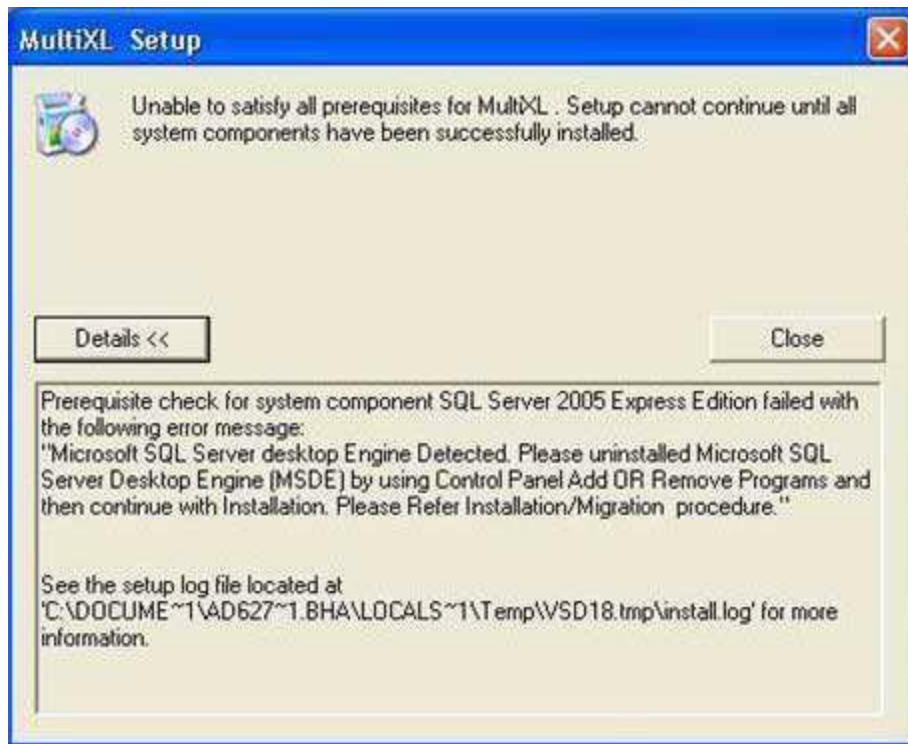 MultiXL Setup
Unable to satisfy all prerequisites for MultiXL . Setup cannot continue until all
system components have been successfully installed.
Details <<
Close
Prerequisite check for system component SQL Server 2005 Express Edition failed with
the following error message:
"Microsoft SQL Server desktop Engine Detected. Please uninstalled Microsoft SQL
Server Desktop Engine (MSDE) by using Control Panel Add OR Remove Programs and
then continue with Installation. Please Refer Installation/Migration procedure."
See the setup log file located at
'C:\DOCUME~1\AD627~1.BHA\LOCALS~1\Temp\VSD18.tmp\install.log' for more
information.